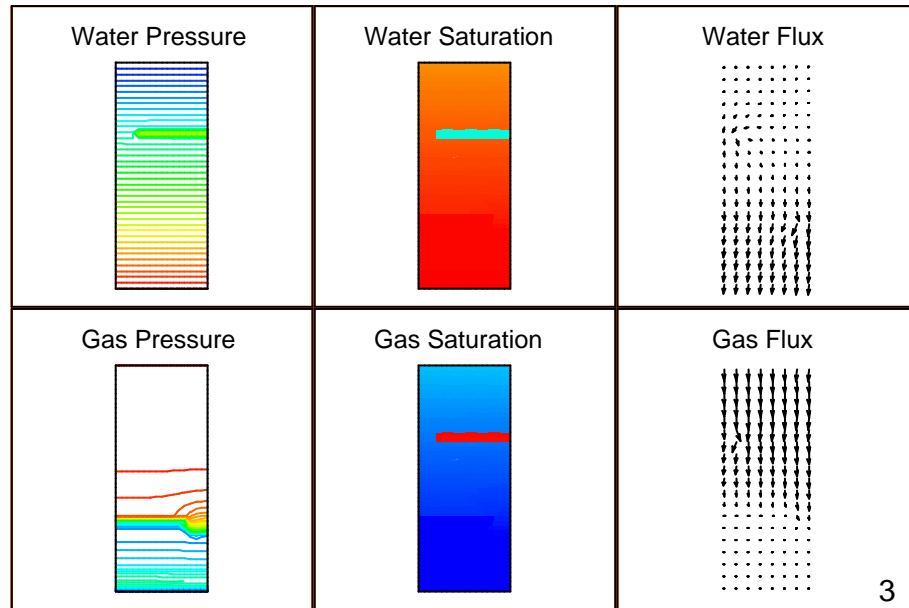 Water Pressure
Water Saturation
Water Flux
Gas Pressure
Gas Saturation
Gas Flux
3